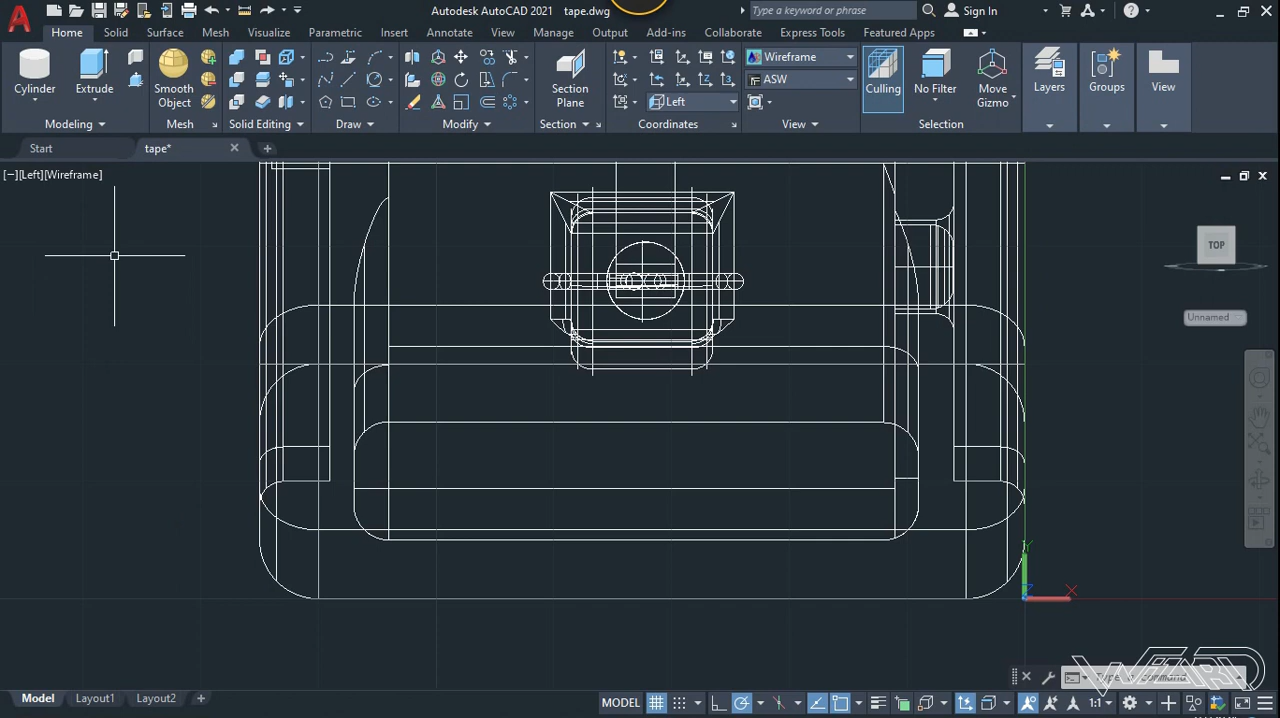 Autodesk AutoCAD 2021 tape.dwg
Type a keyword or phrase
Sign In
Home Solid Surface Mesh Visualize Parametric Insert Annotate View Manage Output Add-ins Collaborate Express Tools Featured Apps
Cylinder
Extrude
Smooth
Object
Section
Plane
Wireframe
ASW
Left
Culling
No Filter
Move
Gizmo
Layers
Groups
View
Modeling
Mesh
Solid Editing
Draw
Modify
Section
Coordinates
View
Selection
Start
tape*
[−][Left][Wireframe]
TOP
Unnamed
Y
X
Z
Type a command
Model Layout1 Layout2
MODEL
1:1